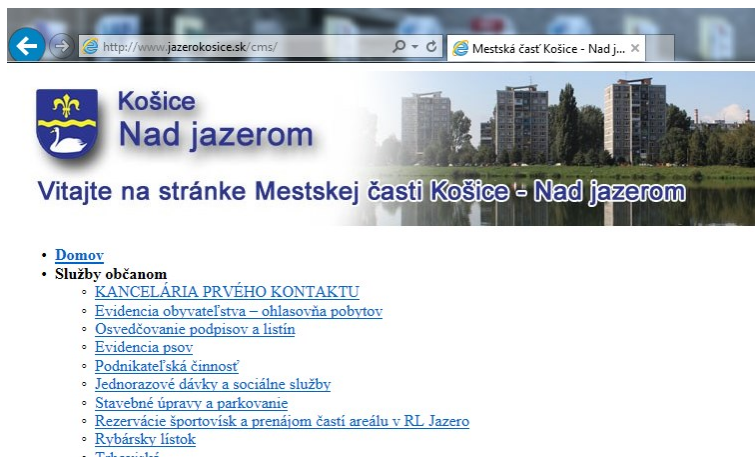 http://www.jazerokosice.sk/cms/
Mestská časť Košice - Nad j...
Košice
Nad jazerom
Vitajte na stránke Mestskej časti Košice - Nad jazerom
Domov
Služby občanom
KANCELÁRIA PRVÉHO KONTAKTU
Evidencia obyvateľstva – ohlasovňa pobytov
Osvedčovanie podpisov a listín
Evidencia psov
Podnikateľská činnosť
Jednorazové dávky a sociálne služby
Stavebné úpravy a parkovanie
Rezervácie športovísk a prenájom častí areálu v RL Jazero
Rybársky lístok